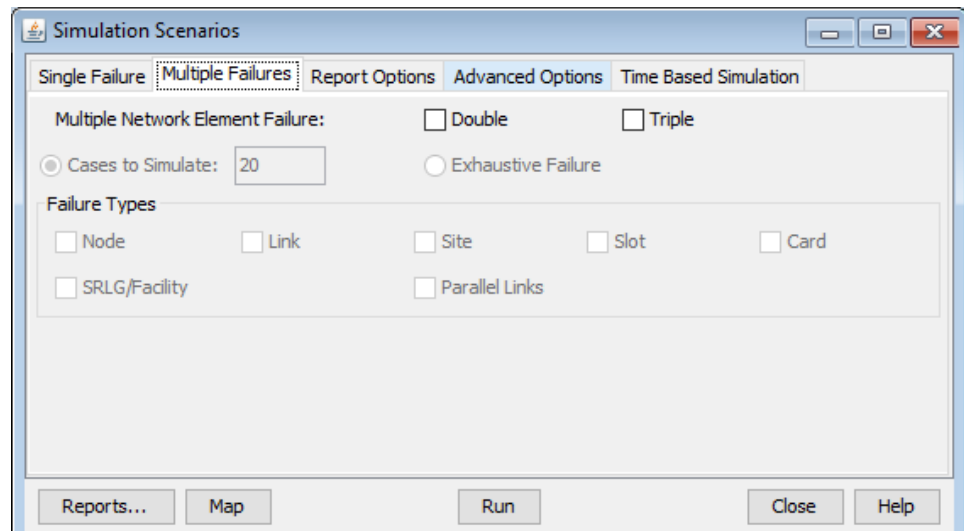 Simulation Scenarios
Single Failure Multiple Failures Report Options Advanced Options Time Based Simulation
Multiple Network Element Failure: Double Triple
Cases to Simulate: 20 Exhaustive Failure
Failure Types
Node Link Site Slot Card
SRLG/Facility Parallel Links
Reports... Map Run Close Help